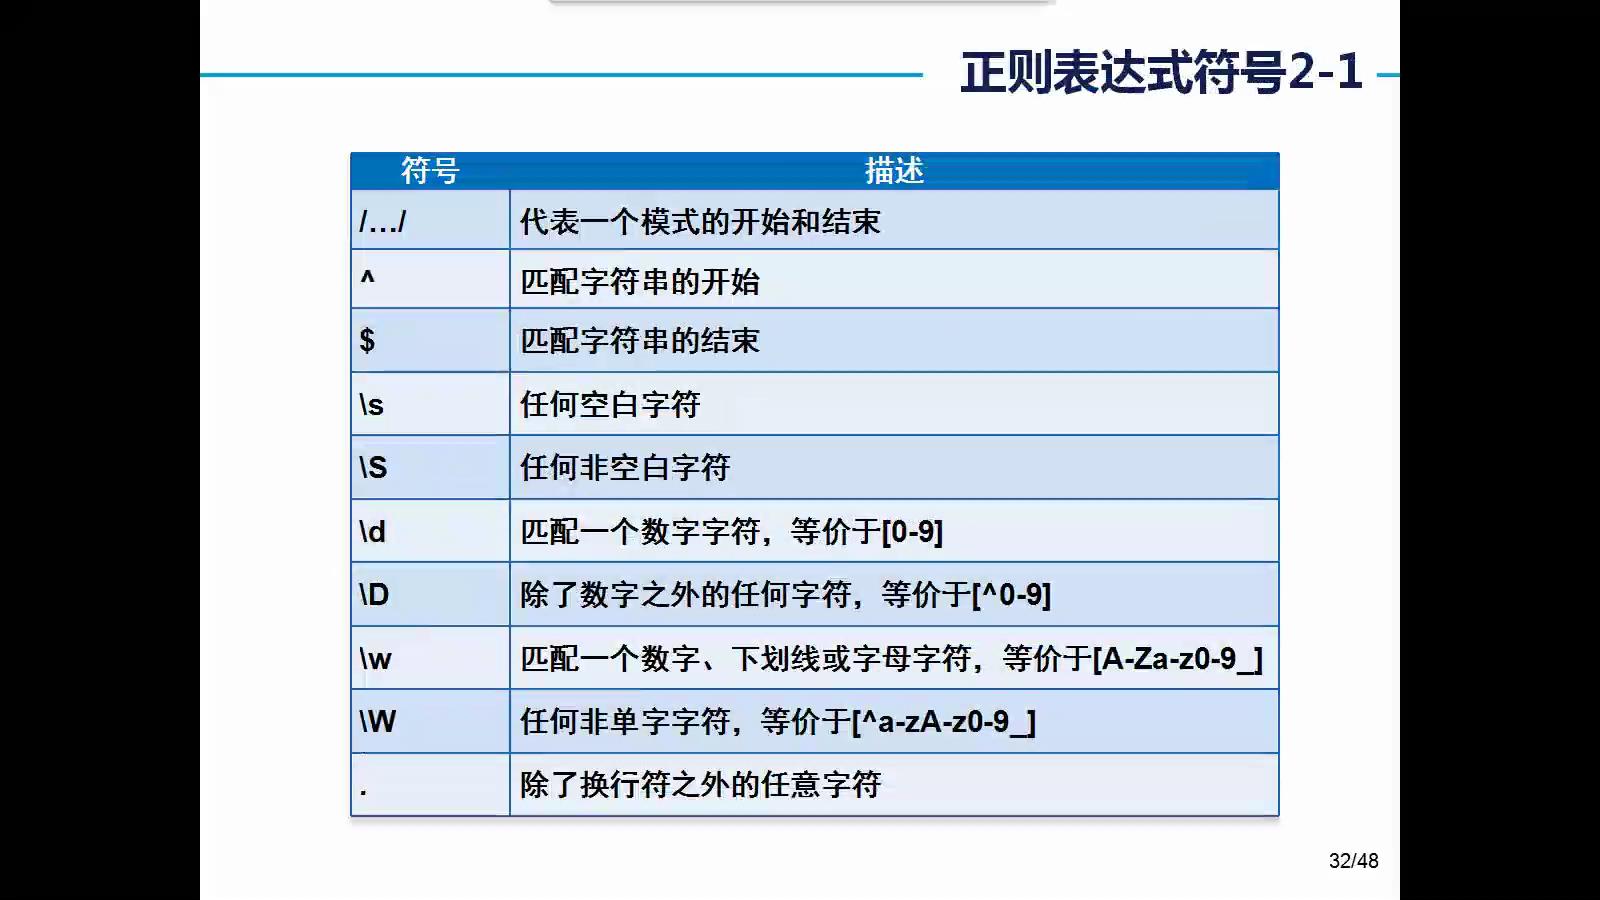 正则表达式符号2-1
符号 描述
/…/ 代表一个模式的开始和结束
^ 匹配字符串的开始
$ 匹配字符串的结束
\s 任何空白字符
\S 任何非空白字符
\d 匹配一个数字字符，等价于[0-9]
\D 除了数字之外的任何字符，等价于[^0-9]
\w 匹配一个数字、下划线或字母字符，等价于[A-Za-z0-9_]
\W 任何非单字字符，等价于[^a-zA-z0-9_]
. 除了换行符之外的任意字符
32/48